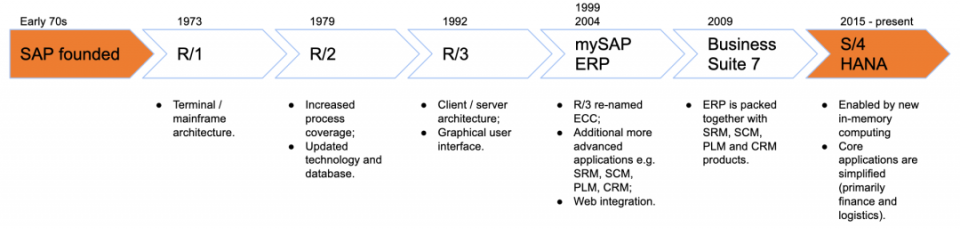 Early 70s
SAP founded
1973
R/1
● Terminal /
mainframe
architecture.
1979
R/2
● Increased
process
coverage;
● Updated
technology and
database.
1992
R/3
● Client / server
architecture;
● Graphical user
interface.
1999
2004
mySAP
ERP
● R/3 re-named
ECC;
● Additional more
advanced
applications e.g.
SRM, SCM,
PLM, CRM;
● Web integration.
2009
Business
Suite 7
● ERP is packed
together with
SRM, SCM,
PLM and CRM
products.
2015 - present
S/4
HANA
● Enabled by new
in-memory
computing
● Core
applications are
simplified
(primarily
finance and
logistics).